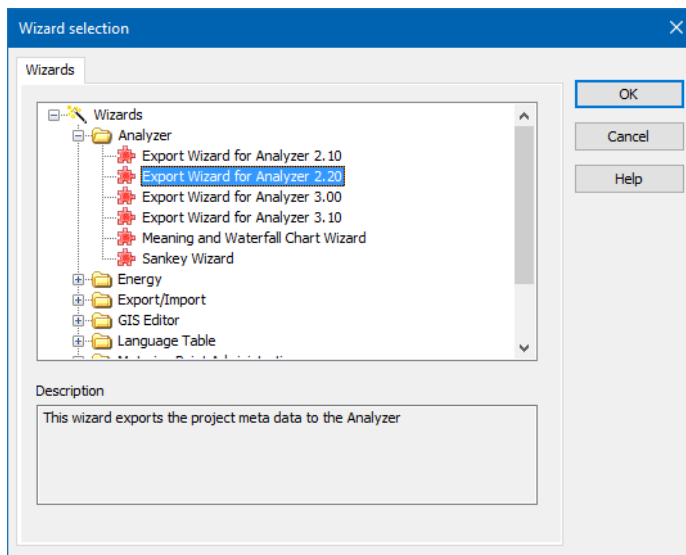 Wizard selection
Wizards
OK
Cancel
Help
Wizards
Analyzer
Export Wizard for Analyzer 2.10
Export Wizard for Analyzer 2.20
Export Wizard for Analyzer 3.00
Export Wizard for Analyzer 3.10
Meaning and Waterfall Chart Wizard
Sankey Wizard
Energy
Export/Import
GIS Editor
Language Table
Description
This wizard exports the project meta data to the Analyzer